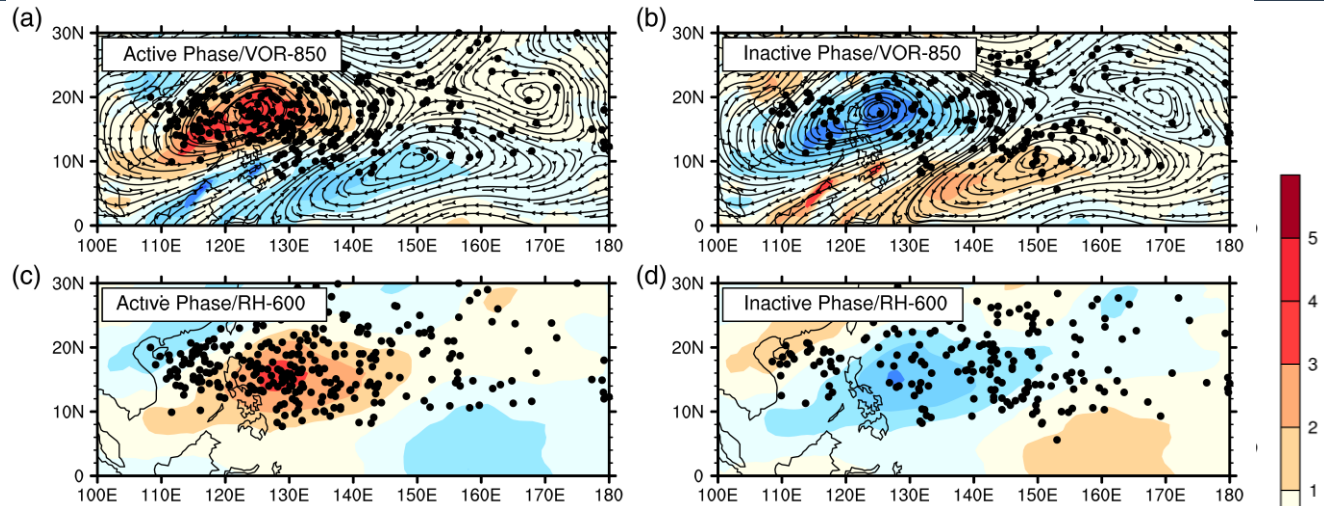 (a)
Active Phase/VOR-850
30N
20N
10N
0
100E 110E 120E 130E 140E 150E 160E 170E 180
(b)
Inactive Phase/VOR-850
30N
20N
10N
0
100E 110E 120E 130E 140E 150E 160E 170E 180
(c)
Active Phase/RH-600
30N
20N
10N
0
100E 110E 120E 130E 140E 150E 160E 170E 180
(d)
Inactive Phase/RH-600
30N
20N
10N
0
100E 110E 120E 130E 140E 150E 160E 170E 180
5
4
3
2
1